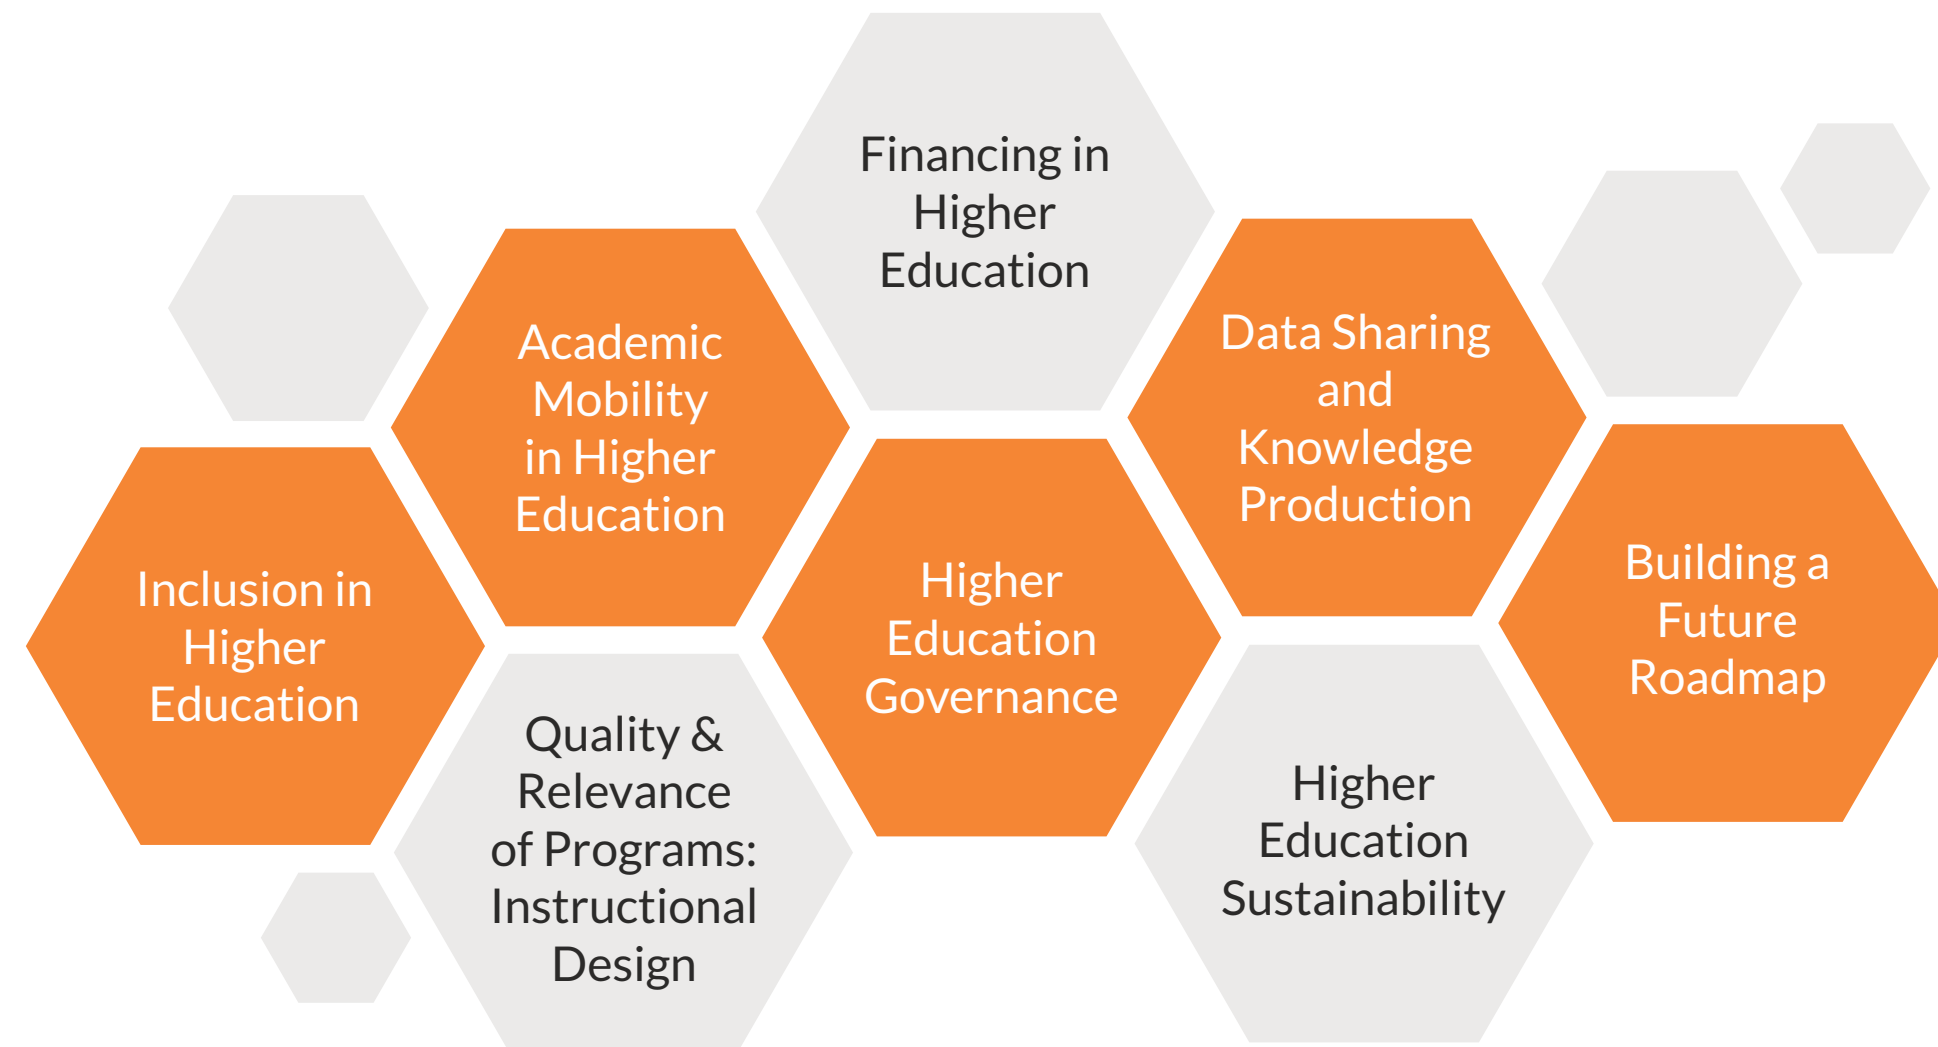 Financing in
Higher
Education
Academic
Mobility
in Higher
Education
Data Sharing
and
Knowledge
Production
Inclusion in
Higher
Education
Higher
Education
Governance
Building a
Future
Roadmap
Quality &
Relevance
of Programs:
Instructional
Design
Higher
Education
Sustainability